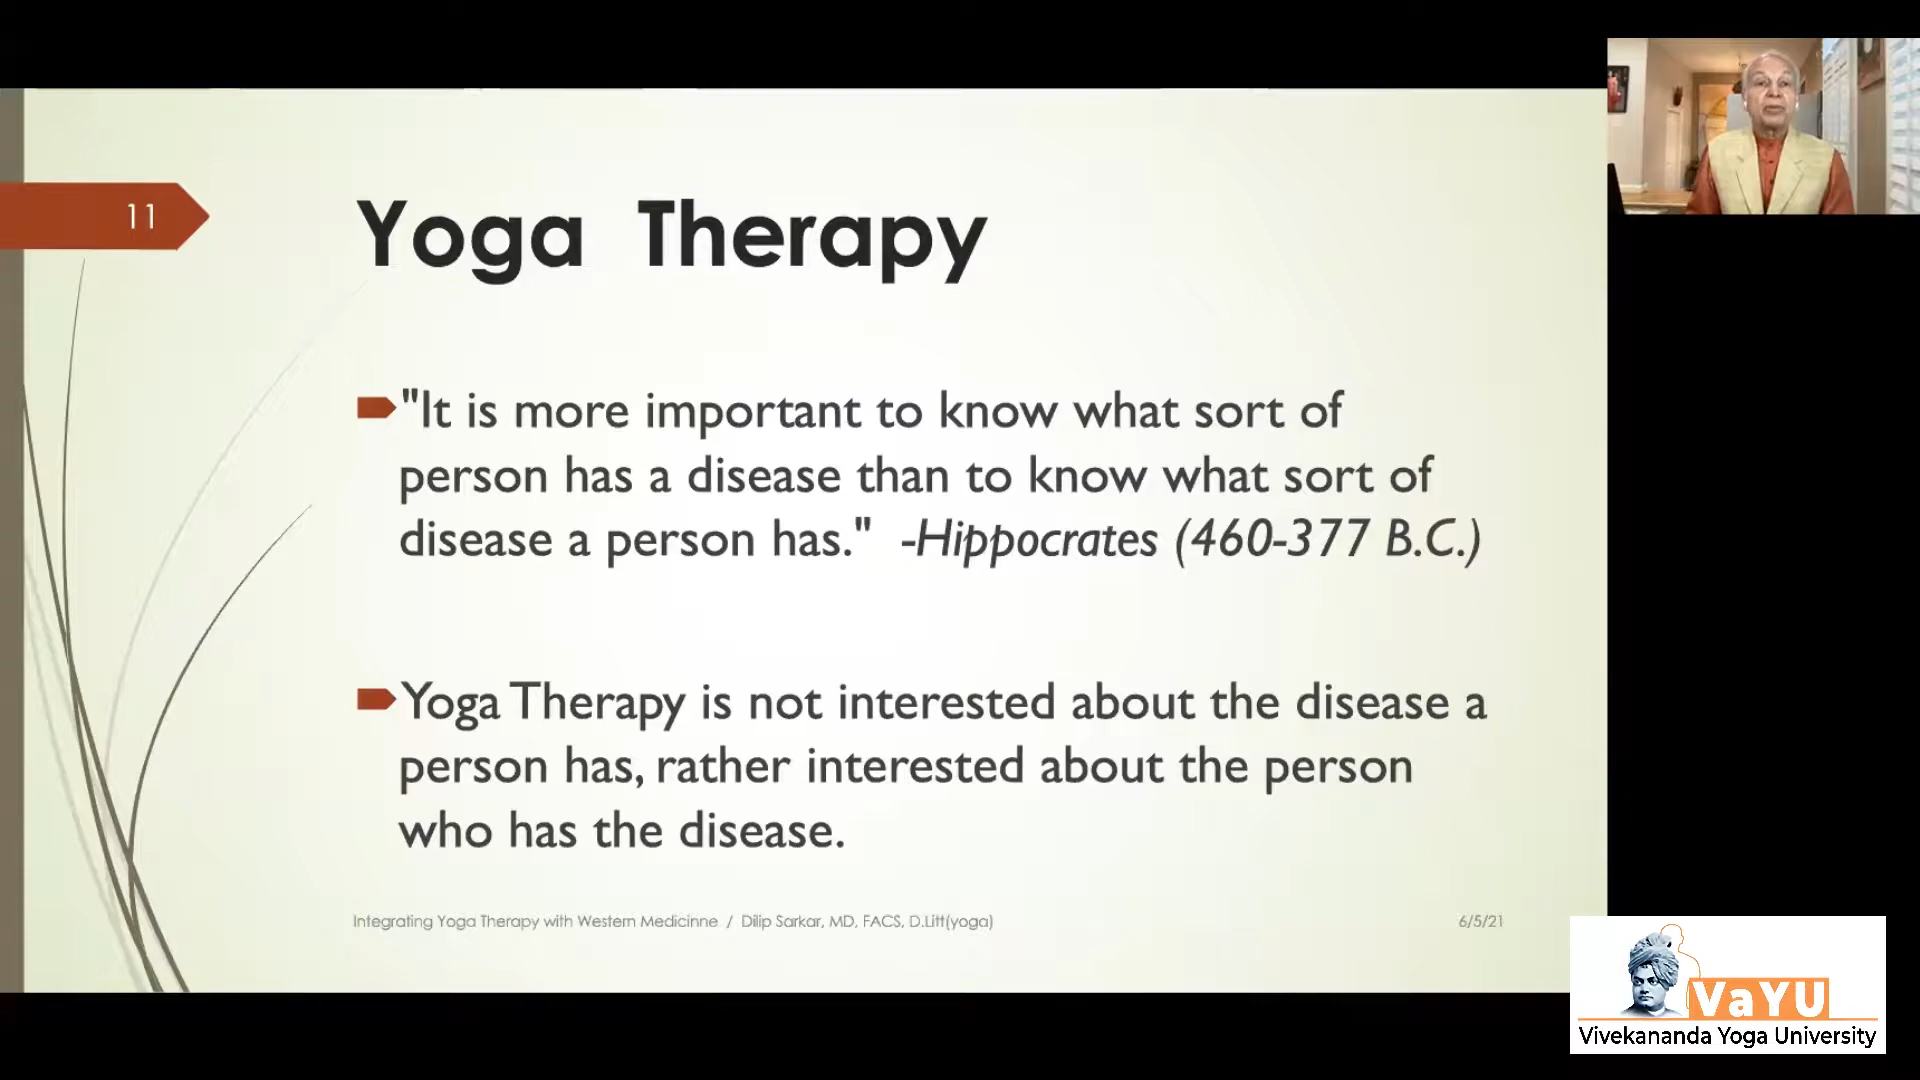 11
Yoga Therapy
"It is more important to know what sort of
person has a disease than to know what sort of
disease a person has." -Hippocrates (460-377 B.C.)
Yoga Therapy is not interested about the disease a
person has, rather interested about the person
who has the disease.
Integrating Yoga Therapy with Western Medicinne / Dilip Sarkar, MD, FACS, D.Litt(yoga)
6/5/21
VaYU
Vivekananda Yoga University